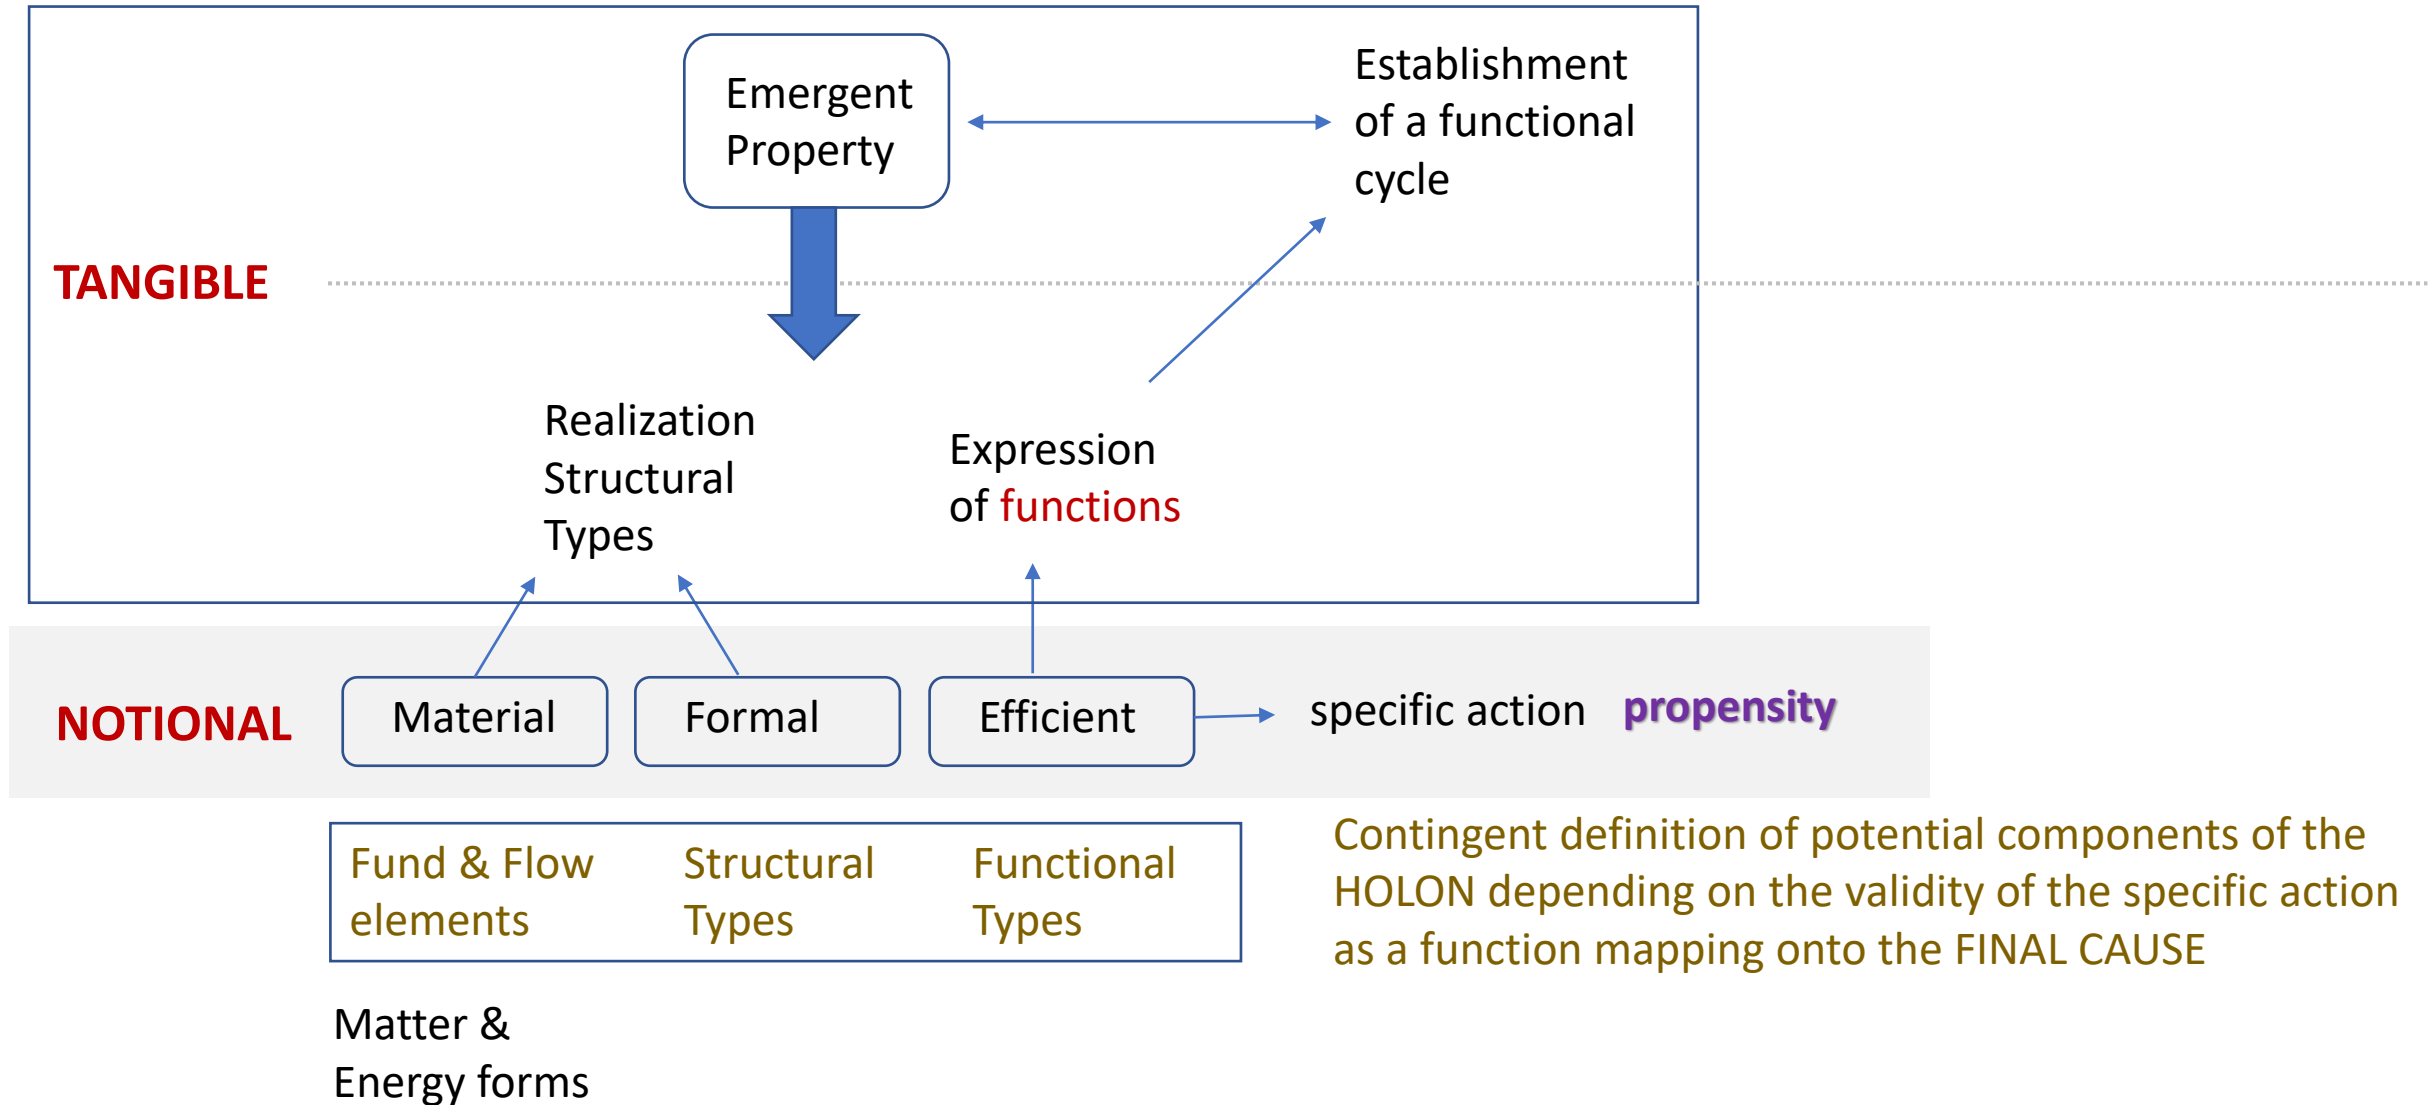 Emergent
Property
Establishment
of a functional
cycle
TANGIBLE
Realization
Structural
Types
Expression
of functions
NOTIONAL
Material
Formal
Efficient
specific action
propensity
Fund & Flow
elements
Structural
Types
Functional
Types
Contingent definition of potential components of the
HOLON depending on the validity of the specific action
as a function mapping onto the FINAL CAUSE
Matter &
Energy forms